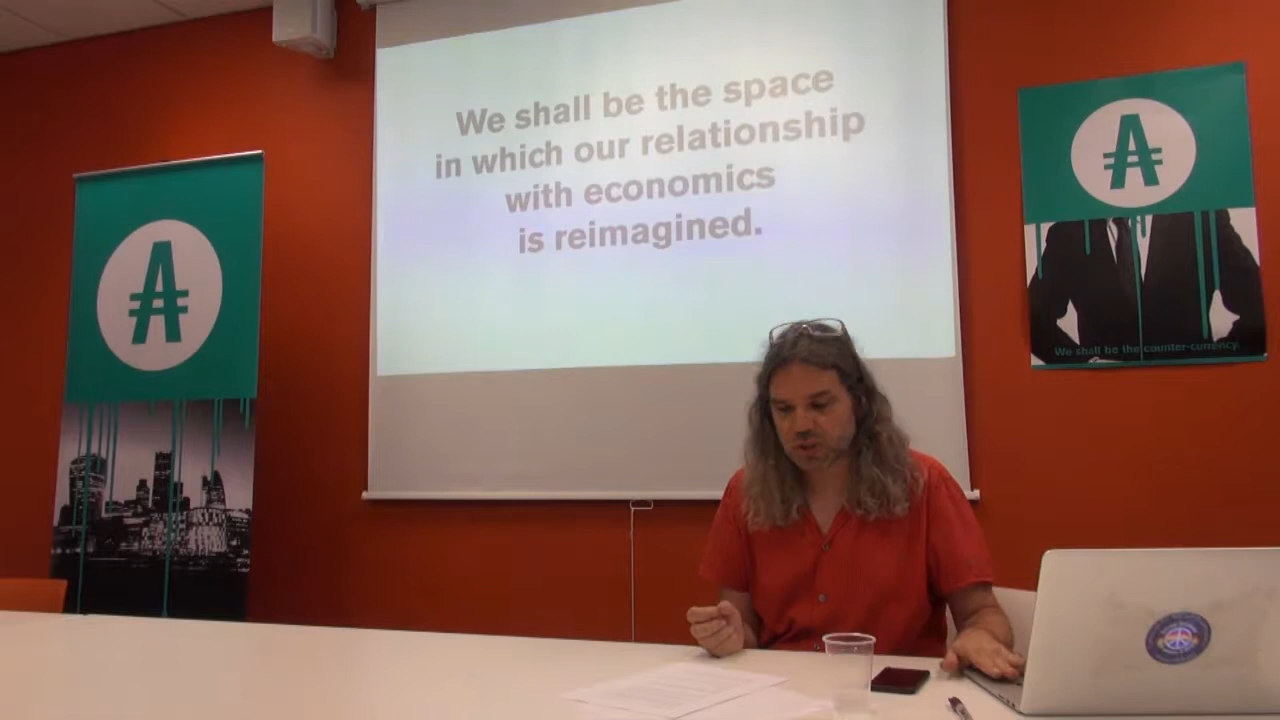 We shall be the space
in which our relationship
with economics
is reimagined.
We shall be the counter-currency.